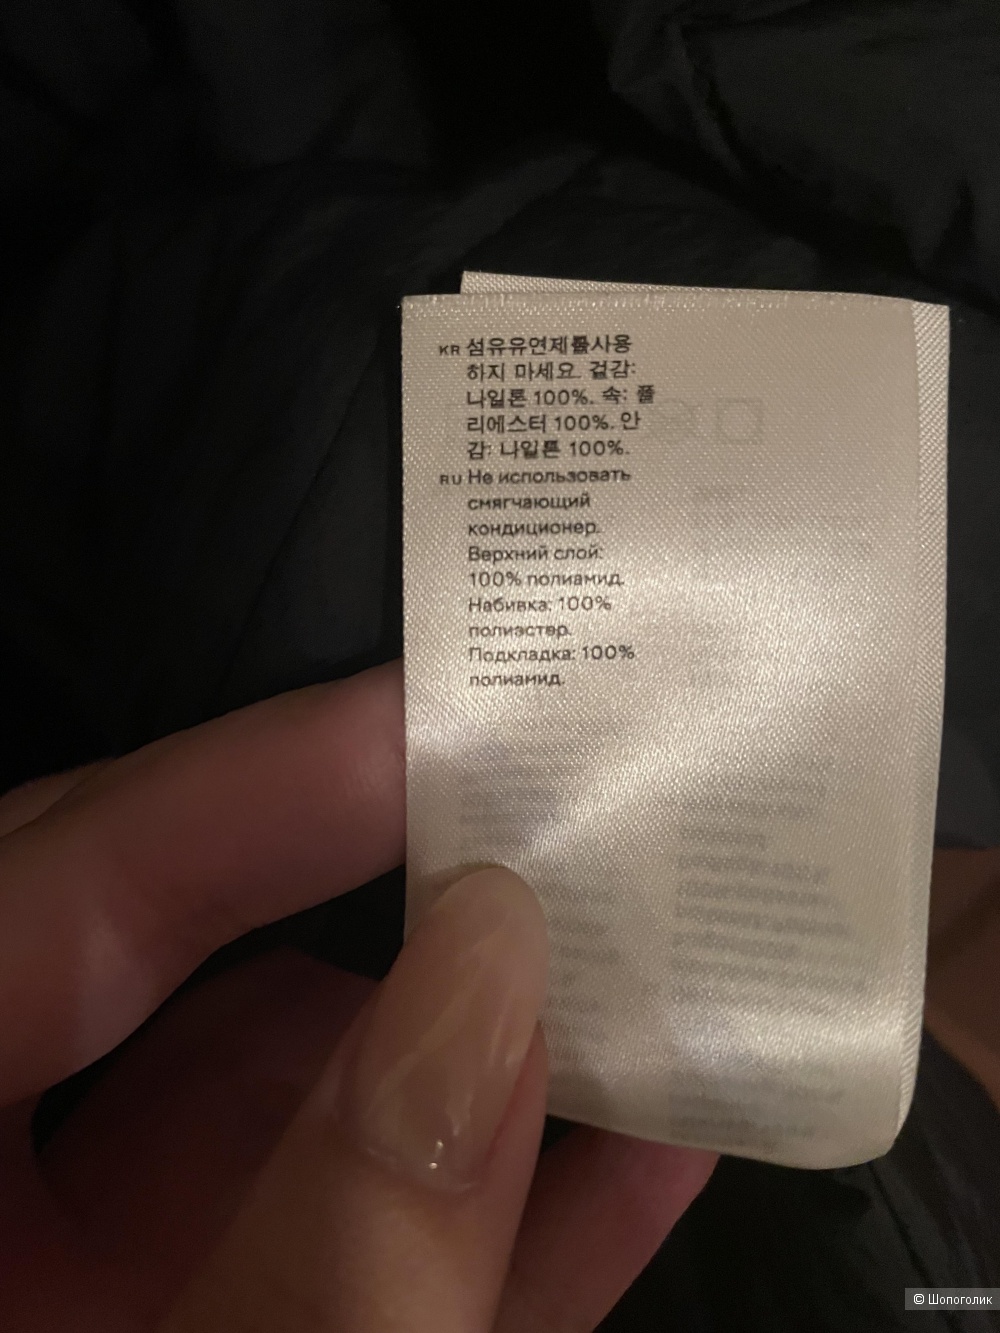 KR 섬유유연제를사용
하지 마세요. 겉감:
나일론 100%. 속: 폴
리에스터 100%. 안
감: 나일론 100%.
RU Не использовать
смягчающий
кондиционер.
Верхний слой:
100% полиамид.
Набивка: 100%
полиэстер.
Подкладка: 100%
полиамид.
© Шопоголик